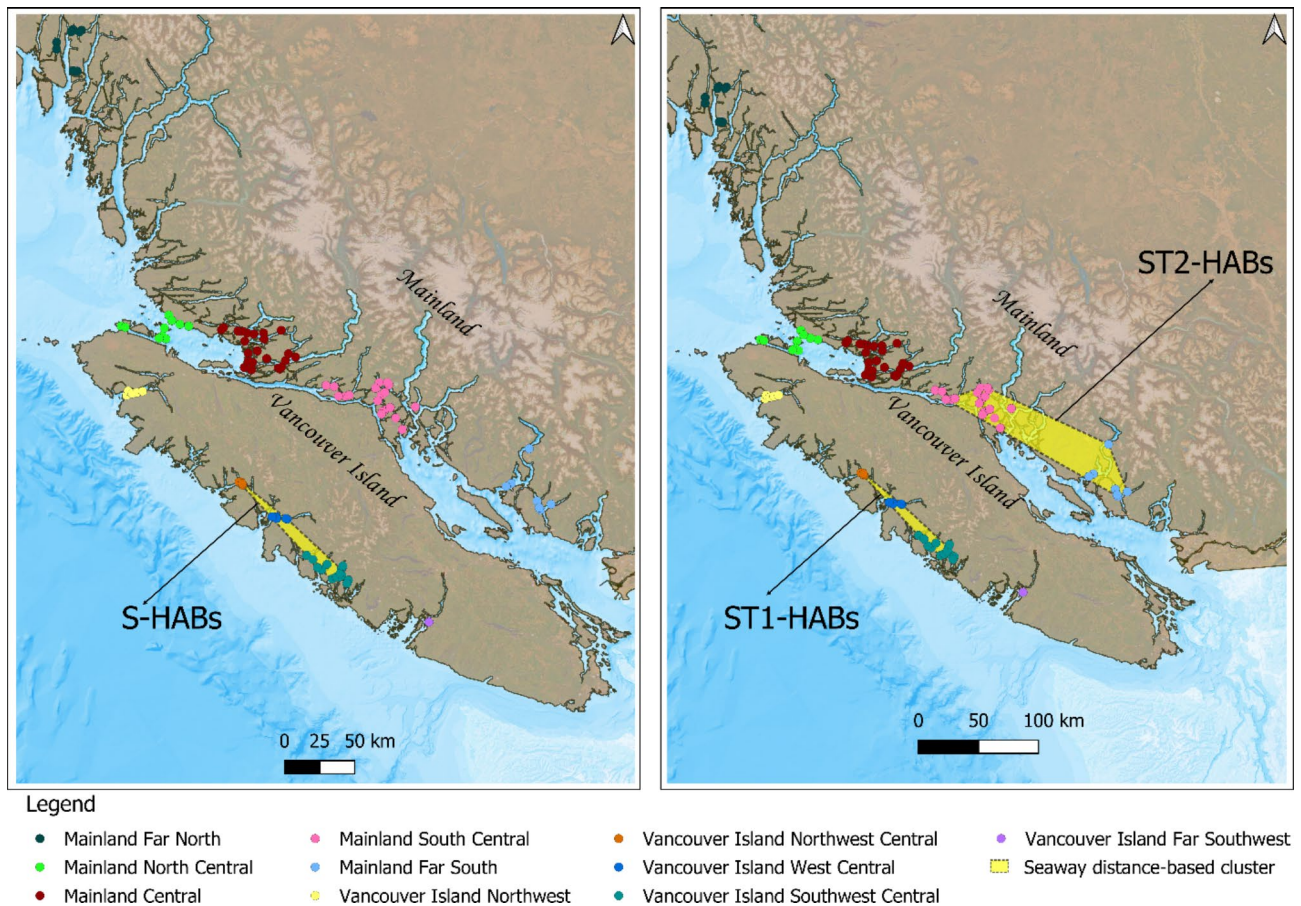 Mainland
Vancouver Island
S-HABs
0 25 50 km
ST2-HABs
Mainland
Vancouver Island
ST1-HABs
0 50 100 km
Legend
Mainland Far North
Mainland North Central
Mainland Central
Mainland South Central
Mainland Far South
Vancouver Island Northwest
Vancouver Island Northwest Central
Vancouver Island West Central
Vancouver Island Southwest Central
Vancouver Island Far Southwest
Seaway distance-based cluster